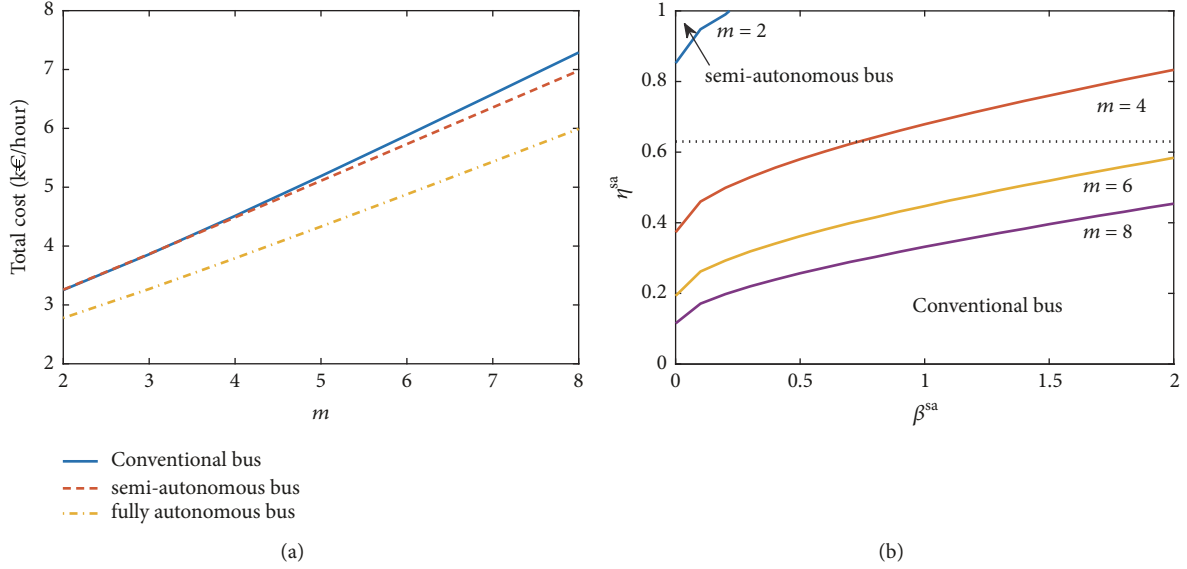 8
7
6
5
4
3
2
Total cost (k€/hour)
2 3 4 5 6 7 8
m
Conventional bus
semi-autonomous bus
fully autonomous bus
(a)
1
0.8
0.6
0.4
0.2
0
η^sa
m = 2
semi-autonomous bus
m = 4
m = 6
m = 8
Conventional bus
0 0.5 1 1.5 2
β^sa
(b)